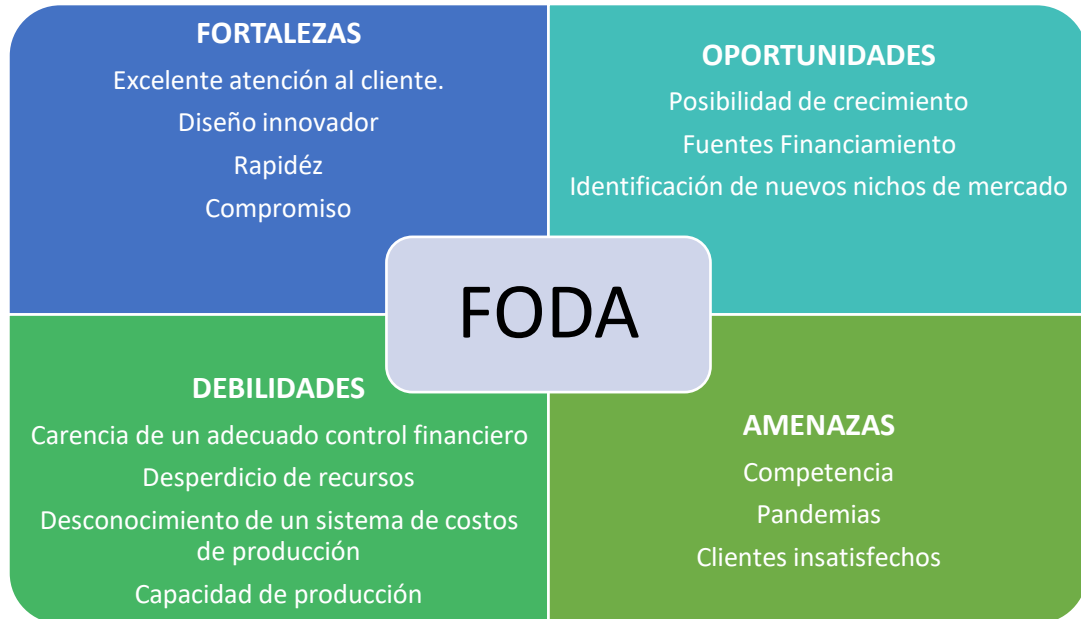 FORTALEZAS
Excelente atención al cliente.
Diseño innovador
Rapidéz
Compromiso
OPORTUNIDADES
Posibilidad de crecimiento
Fuentes Financiamiento
Identificación de nuevos nichos de mercado
FODA
DEBILIDADES
Carencia de un adecuado control financiero
Desperdicio de recursos
Desconocimiento de un sistema de costos
de producción
Capacidad de producción
AMENAZAS
Competencia
Pandemias
Clientes insatisfechos